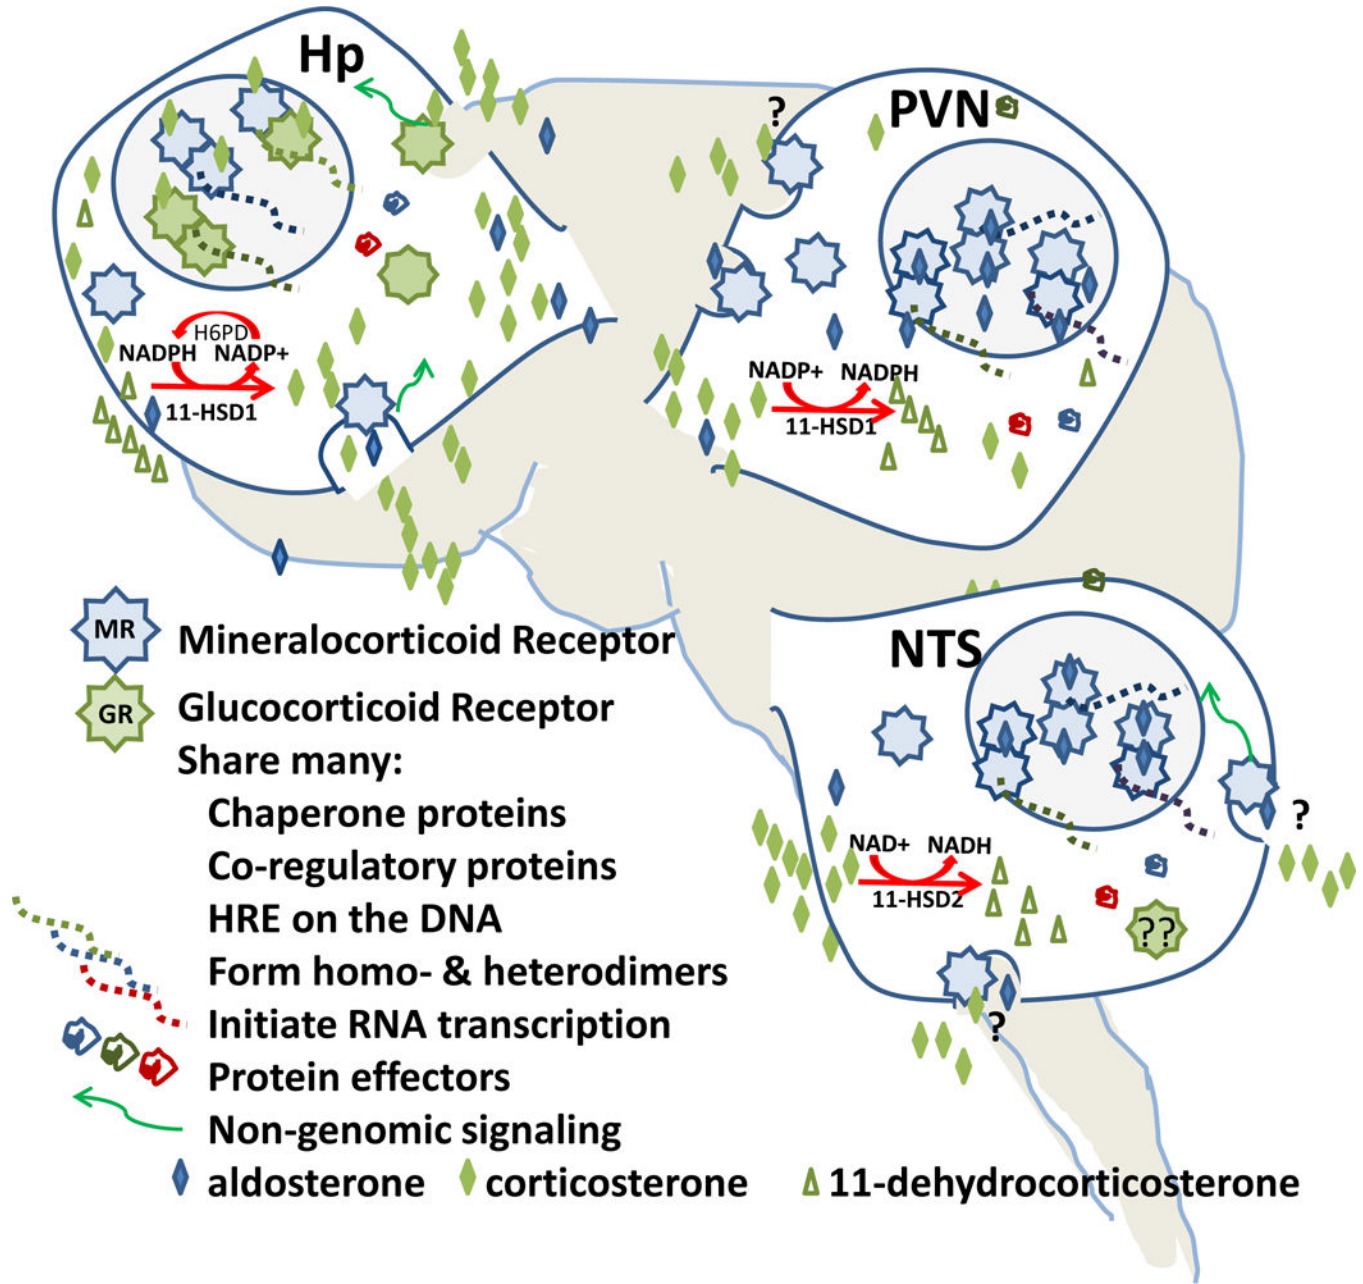 Hp
H6PD
NADPH NADP+
11-HSD1
?
PVN
NADP+ NADPH
11-HSD1
NTS
NAD+ NADH
11-HSD2
?
??
?
MR Mineralocorticoid Receptor
GR Glucocorticoid Receptor
Share many:
Chaperone proteins
Co-regulatory proteins
HRE on the DNA
Form homo- & heterodimers
Initiate RNA transcription
Protein effectors
Non-genomic signaling
aldosterone corticosterone 11-dehydrocorticosterone